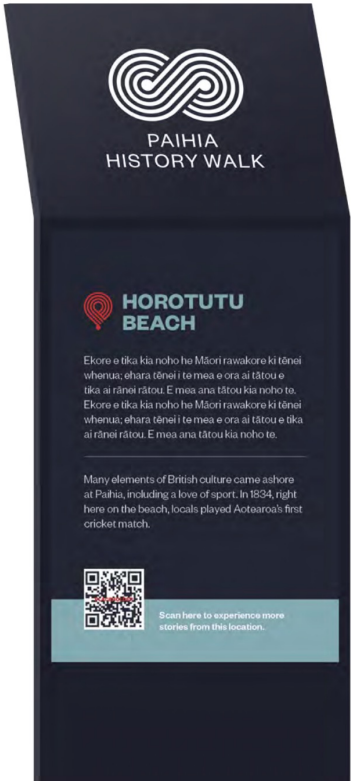 PAIHIA
HISTORY WALK
HOROTUTU
BEACH
Ekore e tika kia noho he Māori rawakore ki tēnei
whenua; ehara tēnei i te mea e ora ai tātou e
tika ai rānei rātou. E mea ana tātou kia noho te.
Ekore e tika kia noho he Māori rawakore ki tēnei
whenua; ehara tēnei i te mea e ora ai tātou e tika
ai rānei rātou. E mea ana tātou kia noho te.
Many elements of British culture came ashore
at Paihia, including a love of sport. In 1834, right
here on the beach, locals played Aotearoa's first
cricket match.
Scan here to experience more
stories from this location.